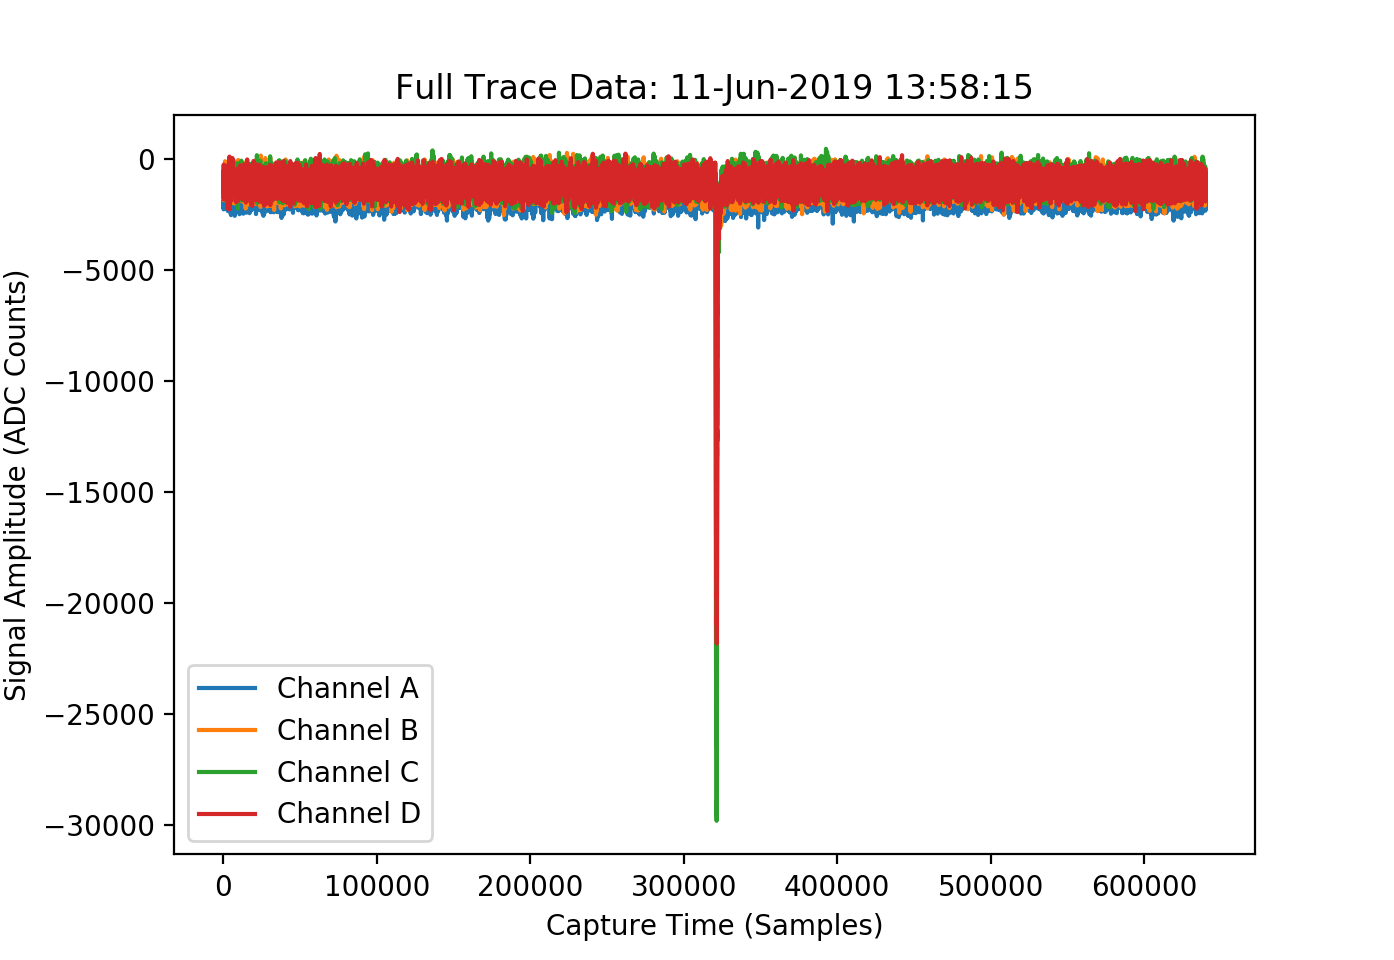 Full Trace Data: 11-Jun-2019 13:58:15
Signal Amplitude (ADC Counts)
0
−5000
−10000
−15000
−20000
−25000
−30000
Channel A
Channel B
Channel C
Channel D
0 100000 200000 300000 400000 500000 600000
Capture Time (Samples)